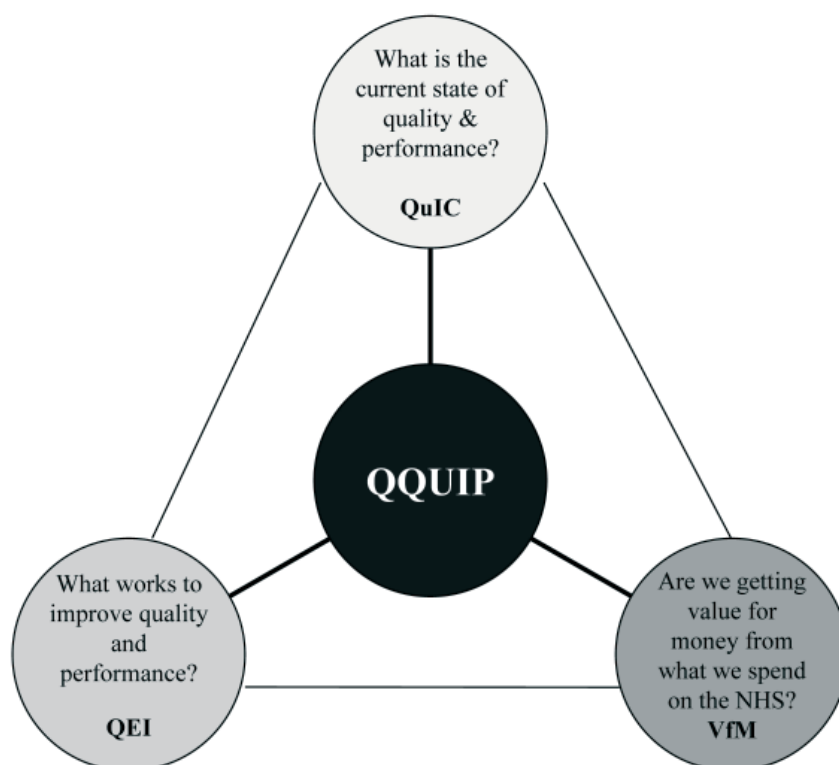 What is the
current state of
quality &
performance?
QuIC
QQUIP
What works to
improve quality
and
performance?
QEI
Are we getting
value for
money from
what we spend
on the NHS?
VfM